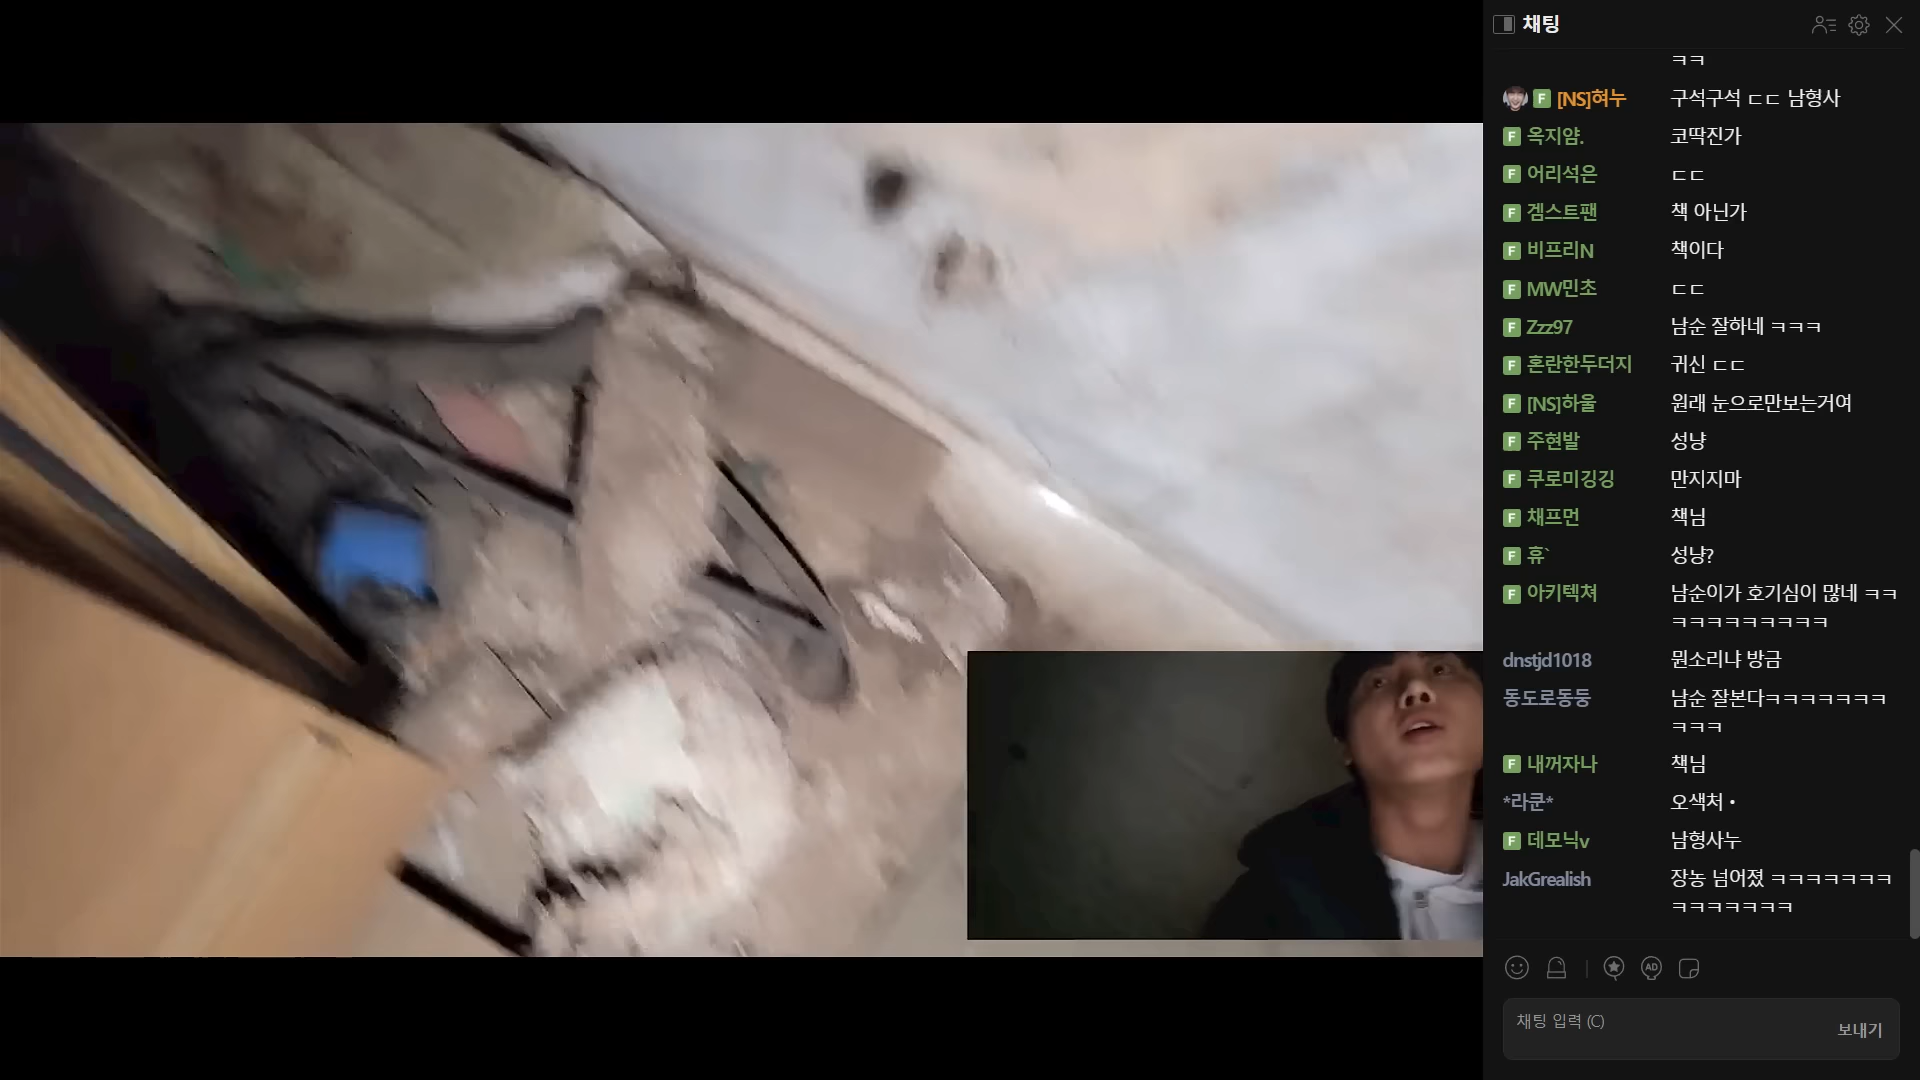 채팅
ㅋㅋ
F [NS]혀누 구석구석 ㄷㄷ 남형사
F 옥지얌. 코딱진가
F 어리석은 ㄷㄷ
F 겜스트팬 책 아닌가
F 비프리N 책이다
F MW민초 ㄷㄷ
F Zzz97 남순 잘하네 ㅋㅋㅋ
F 혼란한두더지 귀신 ㄷㄷ
F [NS]하울 원래 눈으로만보는거여
F 주현발 성냥
F 쿠로미깅깅 만지지마
F 채프먼 책님
F 휴` 성냥?
F 아키텍쳐 남순이가 호기심이 많네 ㅋㅋ
ㅋㅋㅋㅋㅋㅋㅋㅋㅋ
dnstjd1018 뭔소리냐 방금
동도로동둥 남순 잘본다ㅋㅋㅋㅋㅋㅋㅋ
ㅋㅋㅋ
F 내꺼자나 책님
*라쿤* 오색처 •
F 데모닉v 남형사누
JakGrealish 장농 넘어졌 ㅋㅋㅋㅋㅋㅋㅋ
ㅋㅋㅋㅋㅋㅋㅋ
AD
채팅 입력 (C)
보내기